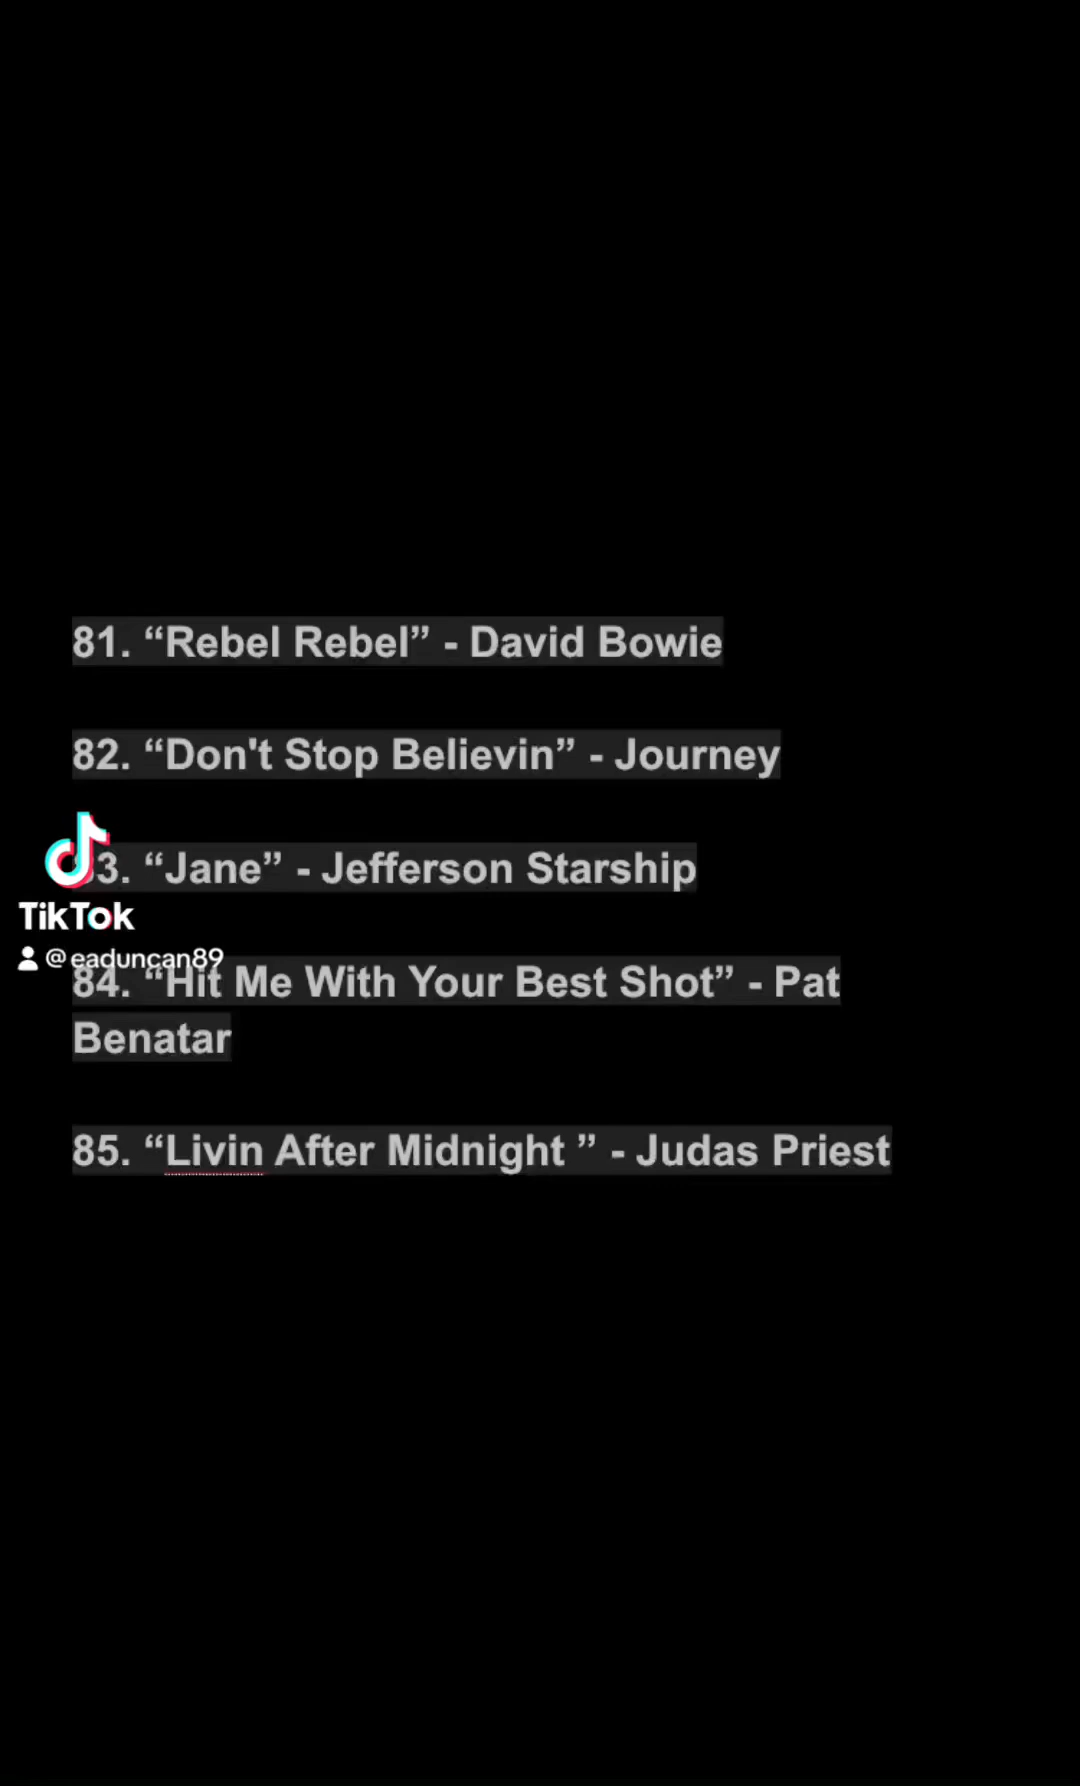 81. “Rebel Rebel” - David Bowie
82. “Don't Stop Believin” - Journey
3. “Jane” - Jefferson Starship
TikTok
@eaduncan89
84. “Hit Me With Your Best Shot” - Pat
Benatar
85. “Livin After Midnight ” - Judas Priest